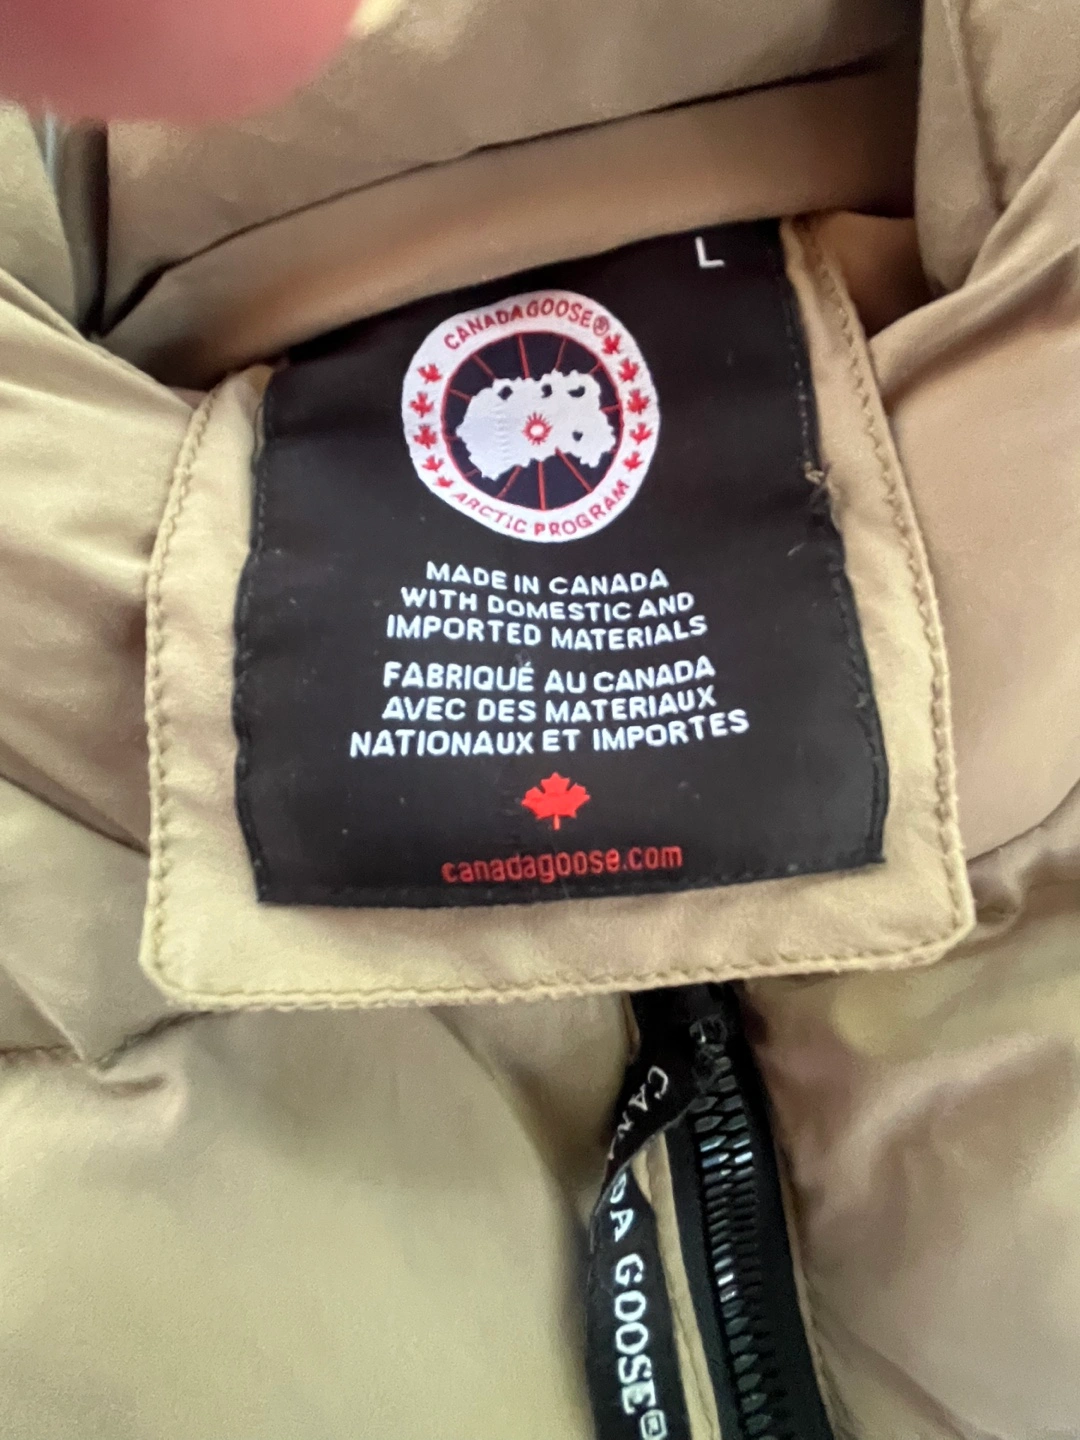 L
CANADA GOOSE®
ARCTIC PROGRAM
MADE IN CANADA
WITH DOMESTIC AND
IMPORTED MATERIALS
FABRIQUÉ AU CANADA
AVEC DES MATERIAUX
NATIONAUX ET IMPORTES
canadagoose.com
CANADA GOOSE®